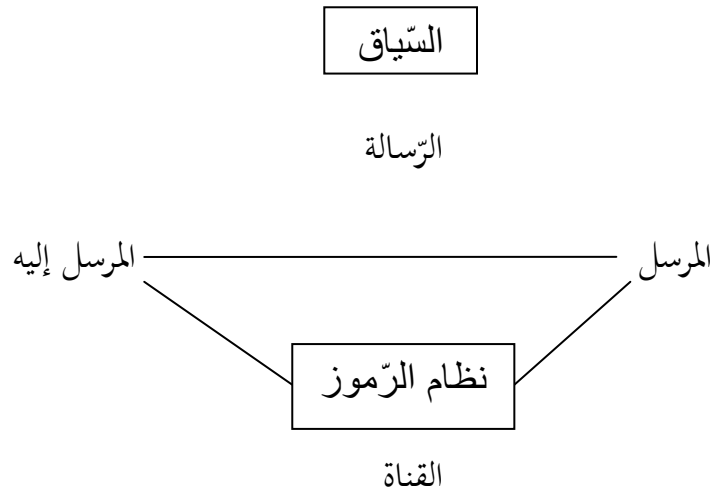 السّياق
الرّسالة
المرسل
المرسل إليه
نظام الرّموز
القناة